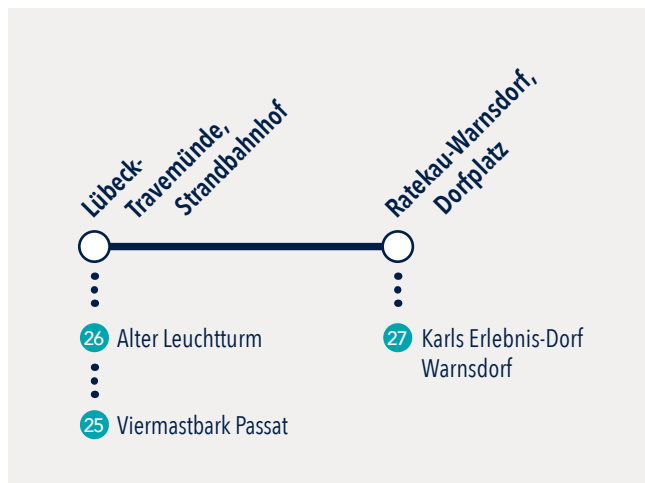 Lübeck-
Travemünde,
Strandbahnhof
Ratekau-Warnsdorf,
Dorfplatz
26 Alter Leuchtturm
27 Karls Erlebnis-Dorf
Warnsdorf
25 Viermastbark Passat